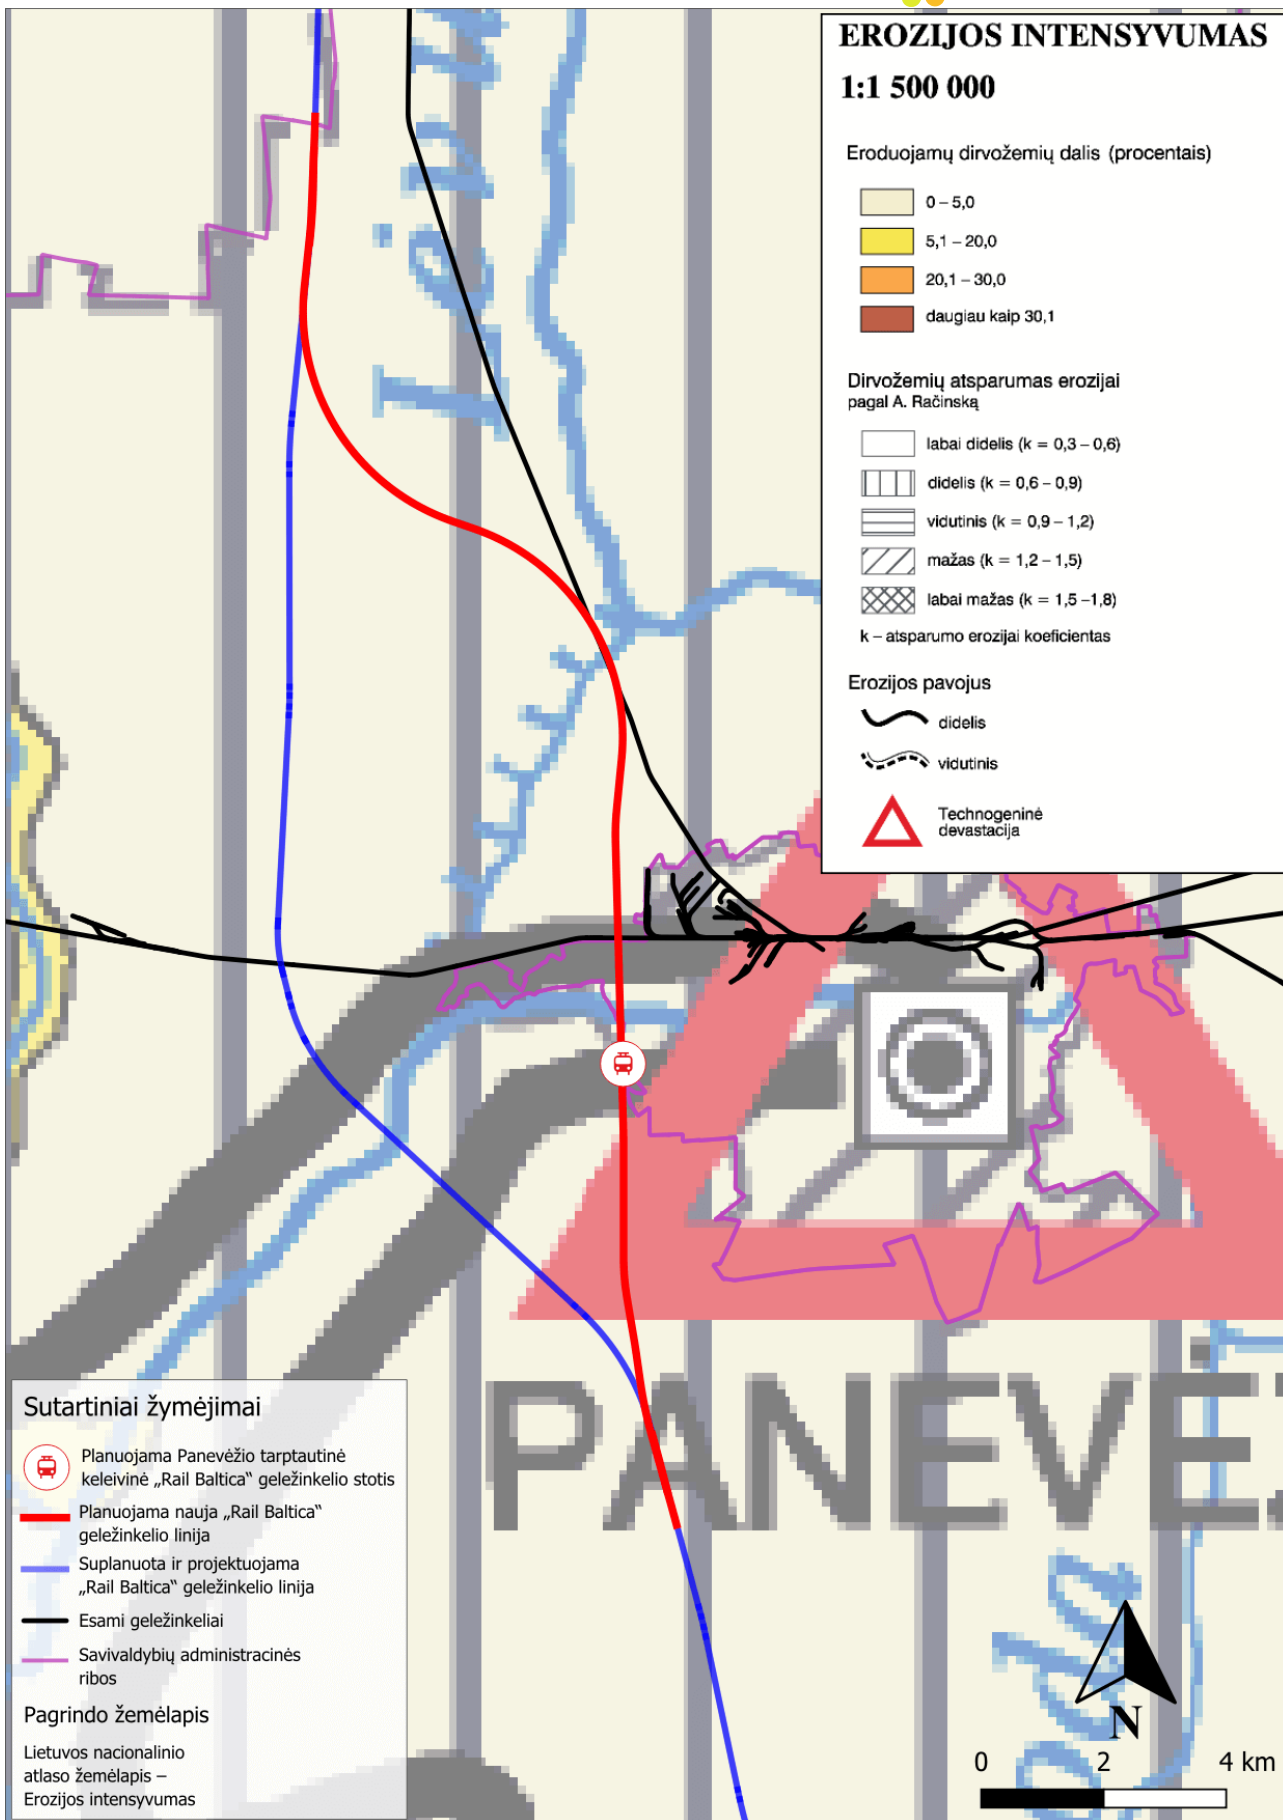 EROZIJOS INTENSYVUMAS
1:1 500 000
Eroduojamų dirvožemių dalis (procentais)
0 – 5,0
5,1 – 20,0
20,1 – 30,0
daugiau kaip 30,1
Dirvožemių atsparumas erozijai
pagal A. Račinską
labai didelis (k = 0,3 – 0,6)
didelis (k = 0,6 – 0,9)
vidutinis (k = 0,9 – 1,2)
mažas (k = 1,2 – 1,5)
labai mažas (k = 1,5 –1,8)
k – atsparumo erozijai koeficientas
Erozijos pavojus
didelis
vidutinis
Technogeninė
devastacija
PANEVĖ
Sutartiniai žymėjimai
Planuojama Panevėžio tarptautinė
keleivinė „Rail Baltica“ geležinkelio stotis
Planuojama nauja „Rail Baltica“
geležinkelio linija
Suplanuota ir projektuojama
„Rail Baltica“ geležinkelio linija
Esami geležinkeliai
Savivaldybių administracinės
ribos
Pagrindo žemėlapis
Lietuvos nacionalinio
atlaso žemėlapis –
Erozijos intensyvumas
N
0 2 4 km